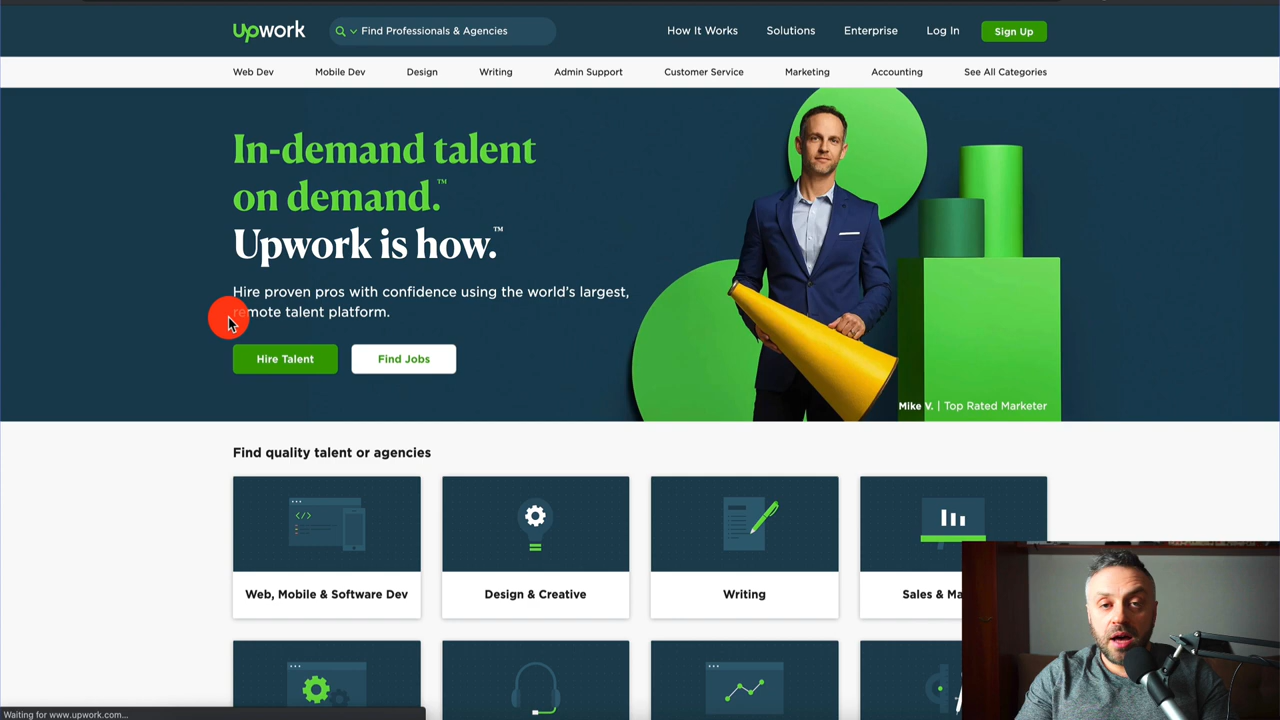 upwork
Find Professionals & Agencies
How It Works
Solutions
Enterprise
Log In
Sign Up
Web Dev
Mobile Dev
Design
Writing
Admin Support
Customer Service
Marketing
Accounting
See All Categories
In-demand talent
on demand.™
Upwork is how.™
Hire proven pros with confidence using the world's largest,
remote talent platform.
Hire Talent
Find Jobs
Mike V. | Top Rated Marketer
Find quality talent or agencies
</>
Web, Mobile & Software Dev
Design & Creative
Writing
Sales & Ma
Waiting for www.upwork.com...